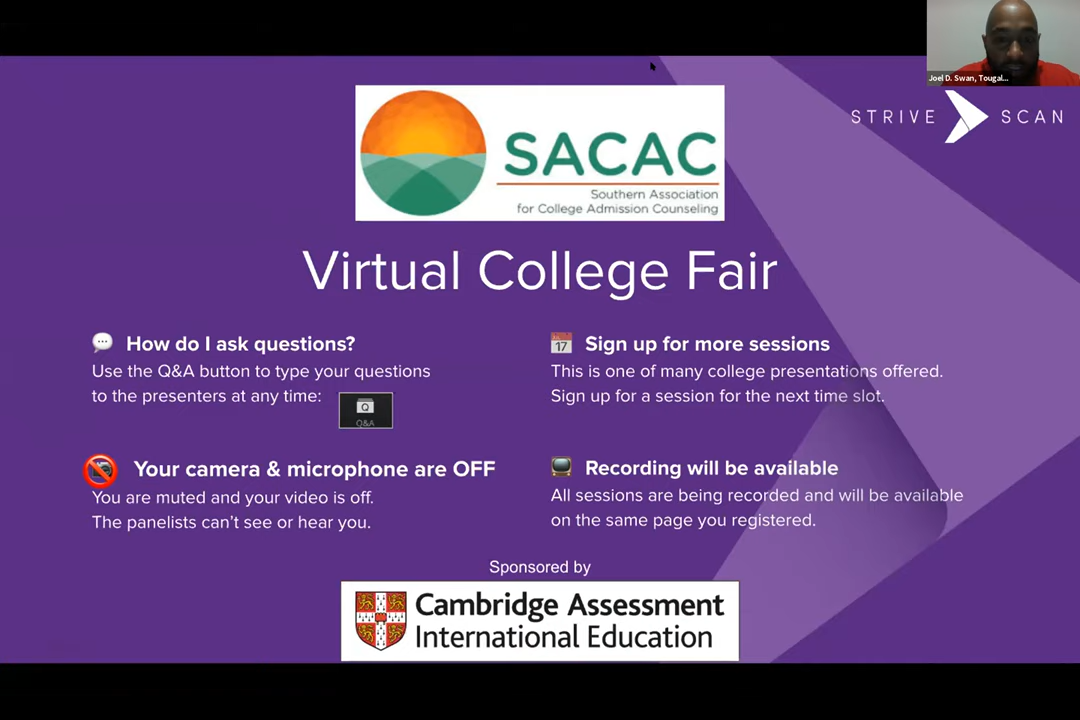 Joel D. Swan, Tougal...
STRIVE SCAN
SACAC
Southern Association
for College Admission Counseling
Virtual College Fair
How do I ask questions?
Use the Q&A button to type your questions
to the presenters at any time:
Q
Q&A
17
Sign up for more sessions
This is one of many college presentations offered.
Sign up for a session for the next time slot.
Your camera & microphone are OFF
You are muted and your video is off.
The panelists can't see or hear you.
Recording will be available
All sessions are being recorded and will be available
on the same page you registered.
Sponsored by
Cambridge Assessment
International Education